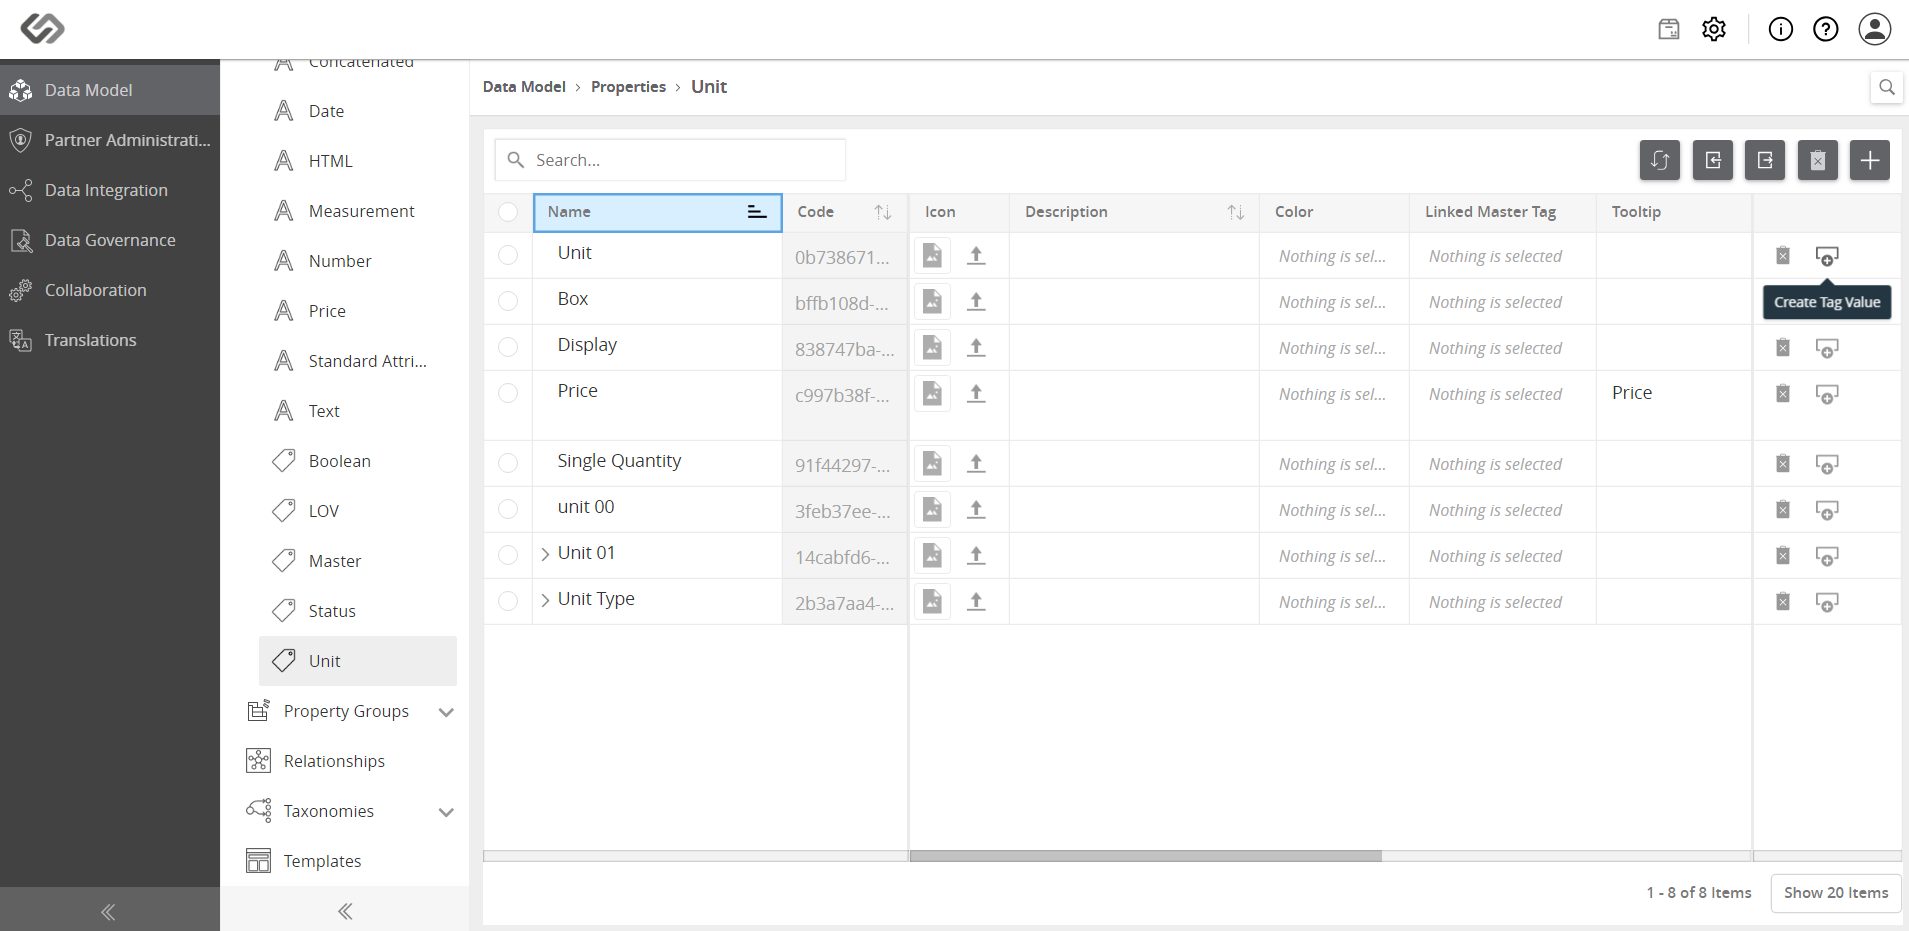 Data Model
Partner Administrati...
Data Integration
Data Governance
Collaboration
Translations
Concatenated
Date
HTML
Measurement
Number
Price
Standard Attri...
Text
Boolean
LOV
Master
Status
Unit
Property Groups
Relationships
Taxonomies
Templates
Data Model › Properties › Unit
Search...
Name Code Icon Description Color Linked Master Tag Tooltip
Unit 0b738671... Nothing is sel... Nothing is selected
Box bffb108d-... Nothing is sel... Nothing is selected
Create Tag Value
Display 838747ba-... Nothing is sel... Nothing is selected
Price c997b38f-... Nothing is sel... Nothing is selected Price
Single Quantity 91f44297-... Nothing is sel... Nothing is selected
unit 00 3feb37ee-... Nothing is sel... Nothing is selected
Unit 01 14cabfd6-... Nothing is sel... Nothing is selected
Unit Type 2b3a7aa4-... Nothing is sel... Nothing is selected
1 - 8 of 8 Items Show 20 Items